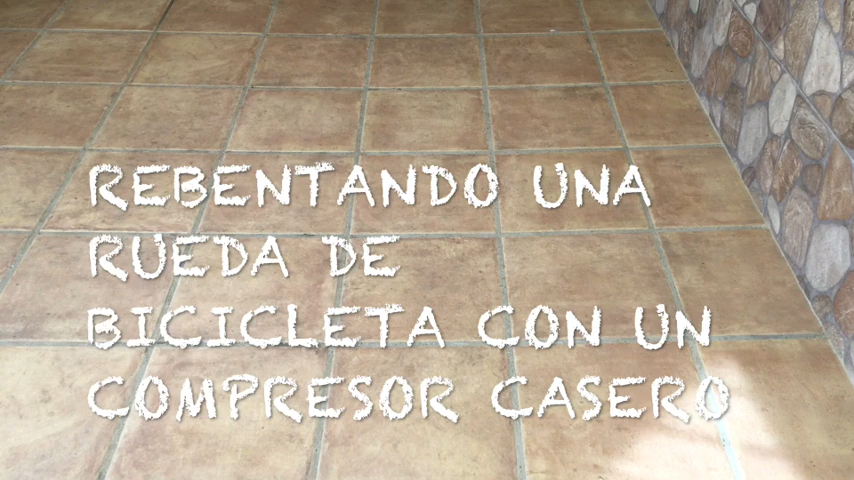 REBENTANDO UNA
RUEDA DE
BICICLETA CON UN
COMPRESOR CASERO